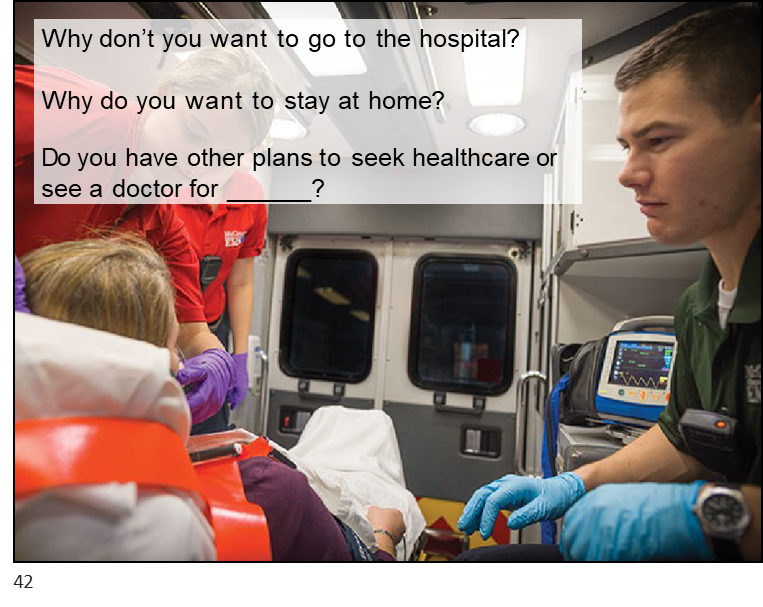 Why don’t you want to go to the hospital?
Why do you want to stay at home?
Do you have other plans to seek healthcare or
see a doctor for ______?
42